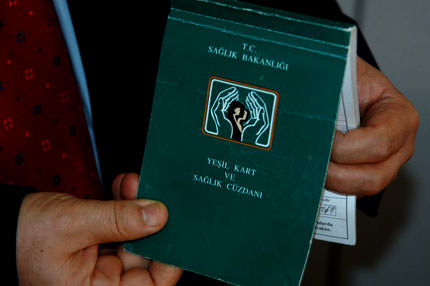 T.C.
SAĞLIK BAKANLIĞI
YEŞİL KART
VE
SAĞLIK CÜZDANI